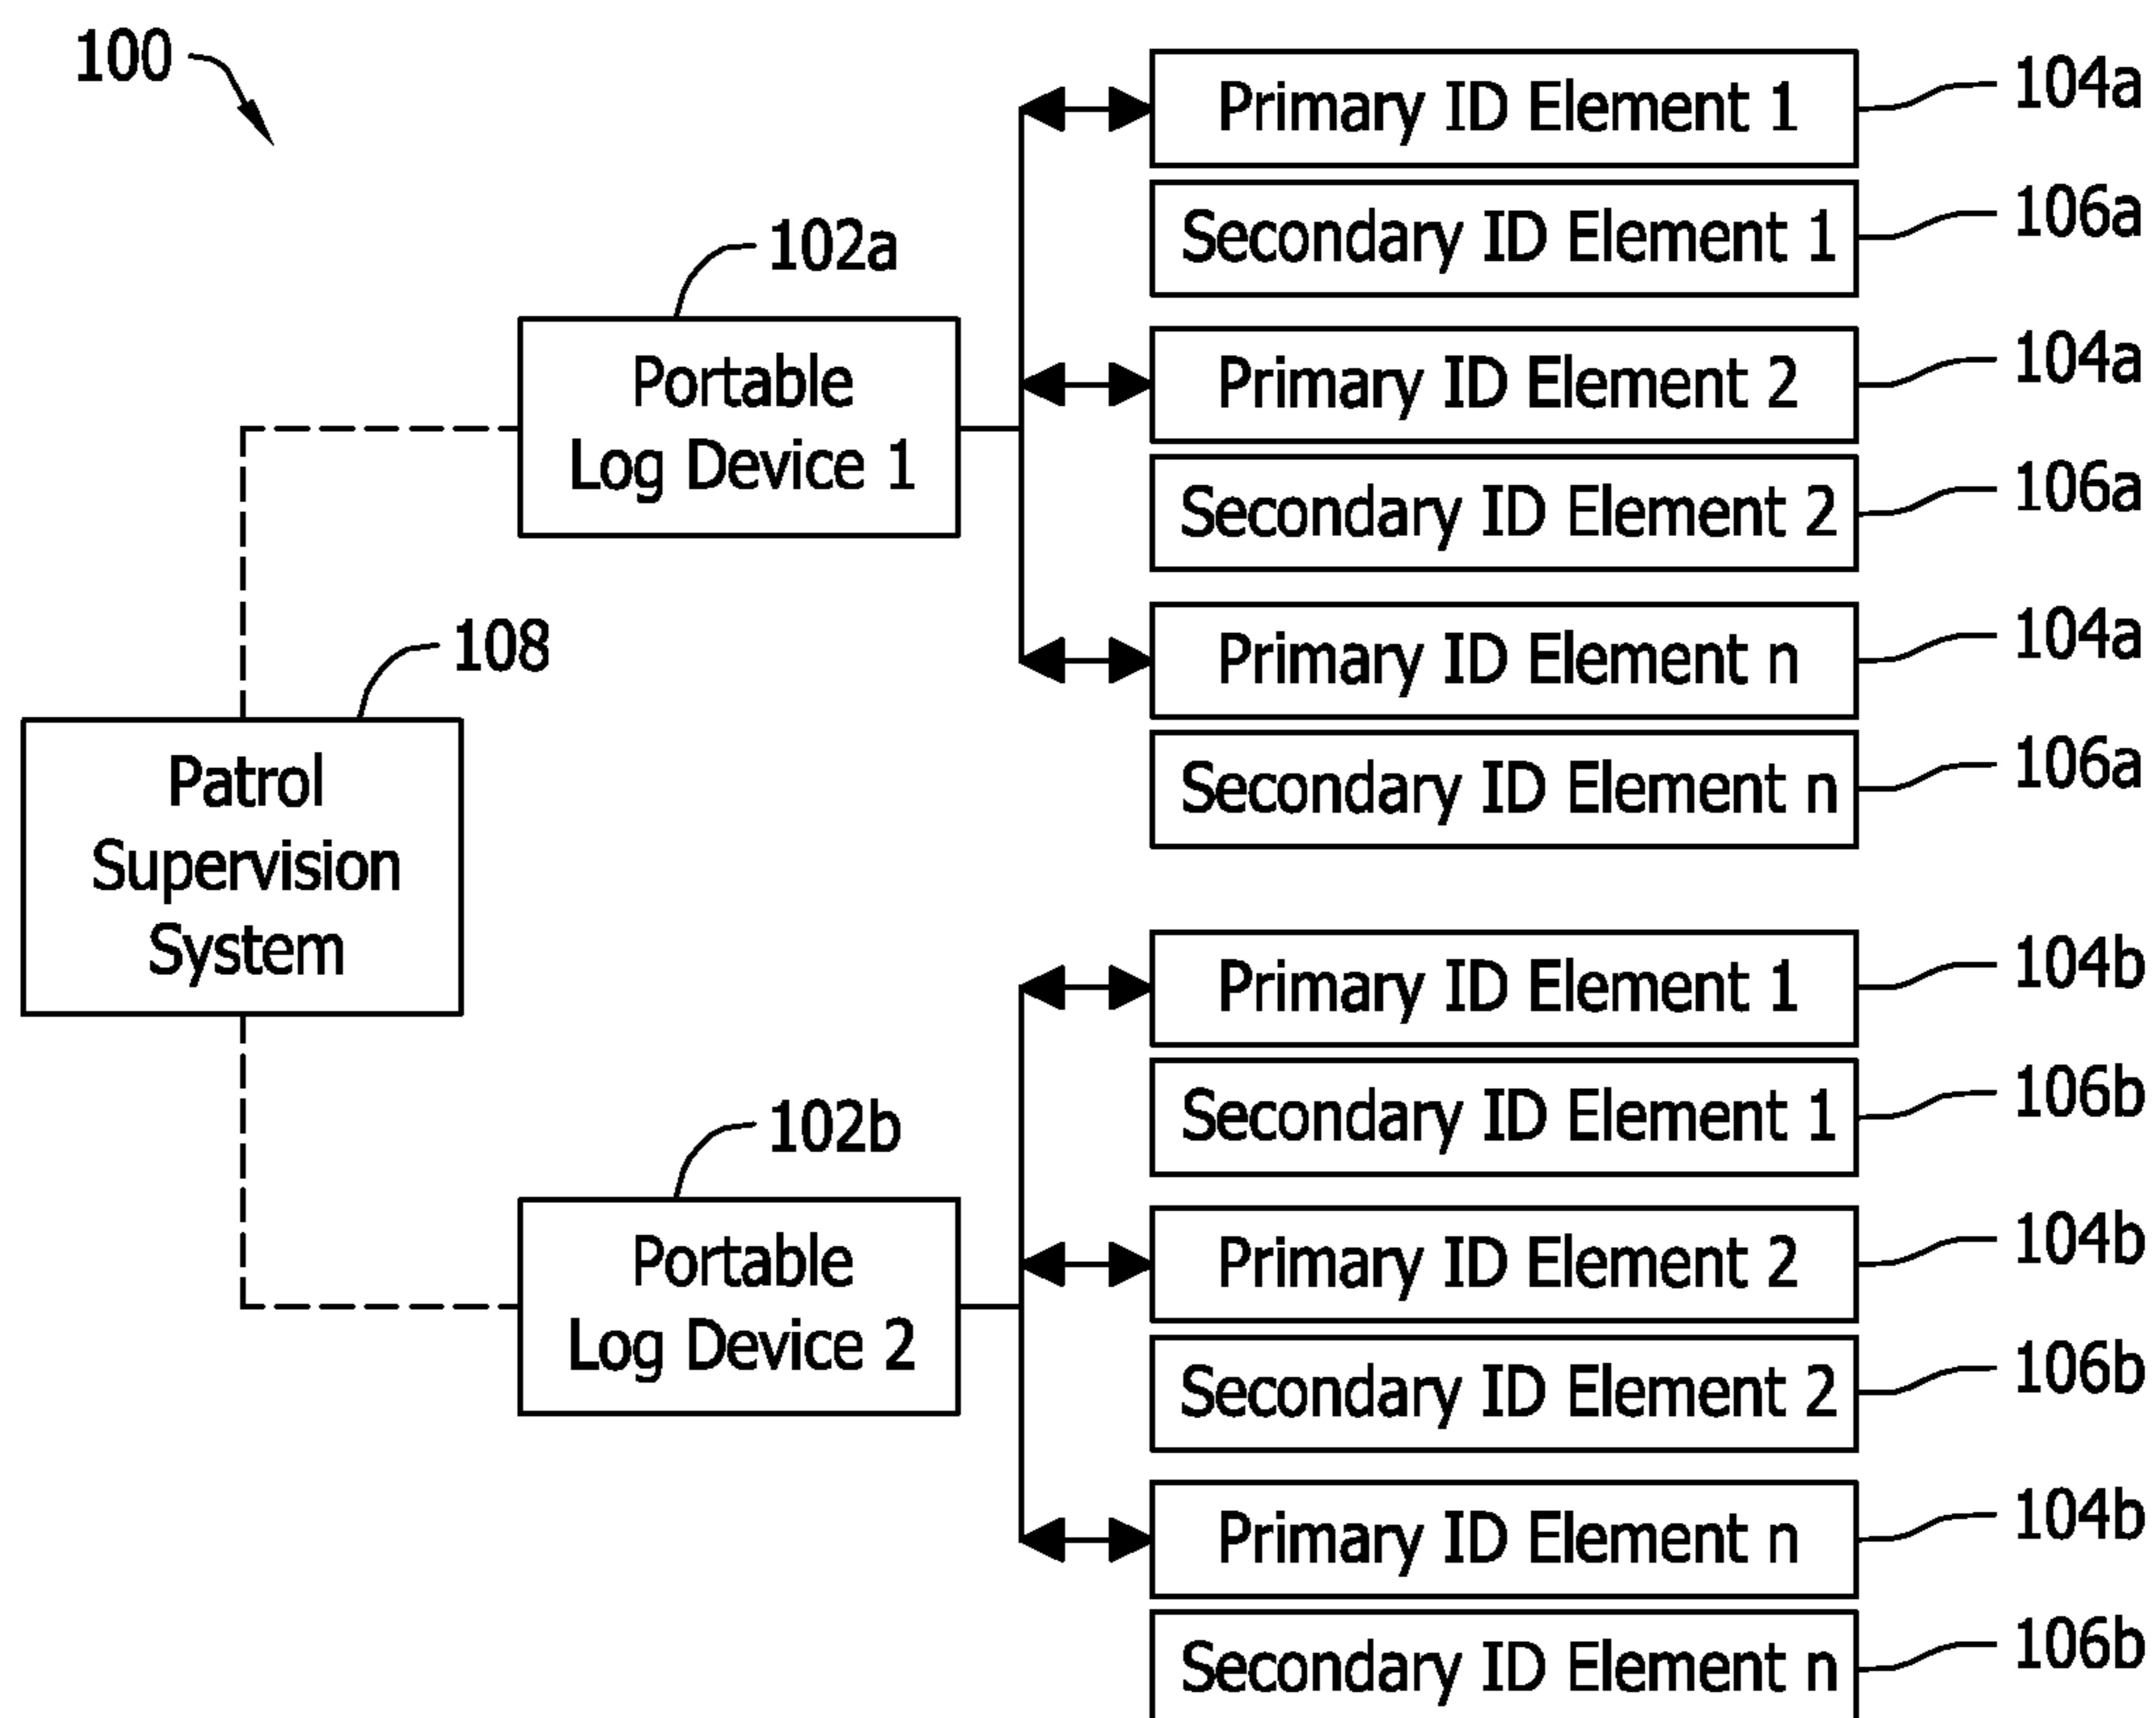 100
Primary ID Element 1
104a
Secondary ID Element 1
106a
102a
Portable
Log Device 1
Primary ID Element 2
104a
Secondary ID Element 2
106a
Primary ID Element n
104a
Secondary ID Element n
106a
108
Patrol
Supervision
System
Primary ID Element 1
104b
Secondary ID Element 1
106b
102b
Portable
Log Device 2
Primary ID Element 2
104b
Secondary ID Element 2
106b
Primary ID Element n
104b
Secondary ID Element n
106b